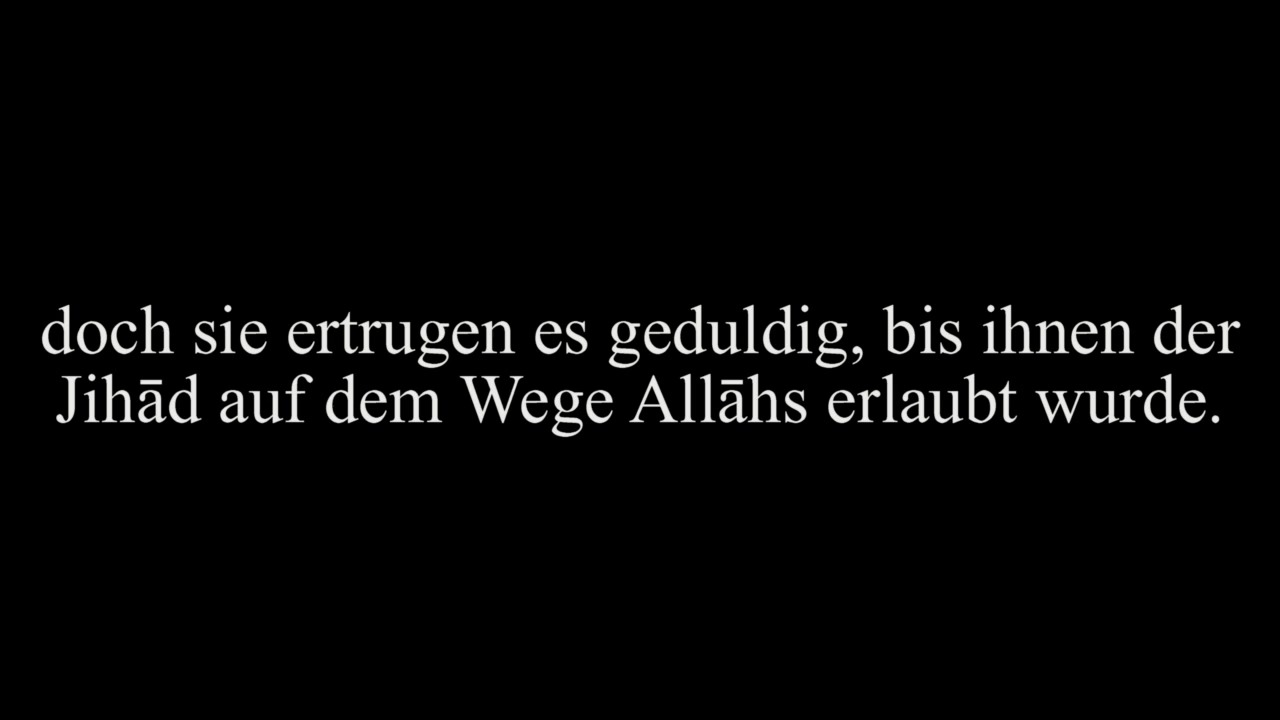 doch sie ertrugen es geduldig, bis ihnen der
Jihād auf dem Wege Allāhs erlaubt wurde.